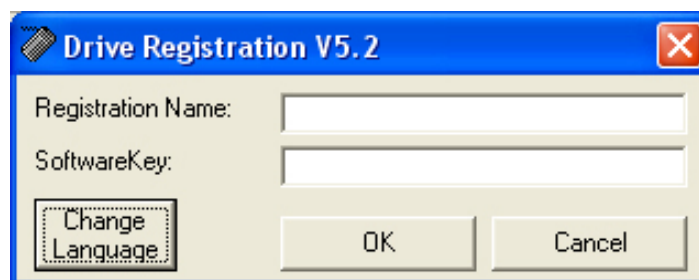 Drive Registration V5.2
Registration Name:
SoftwareKey:
Change
Language
OK
Cancel